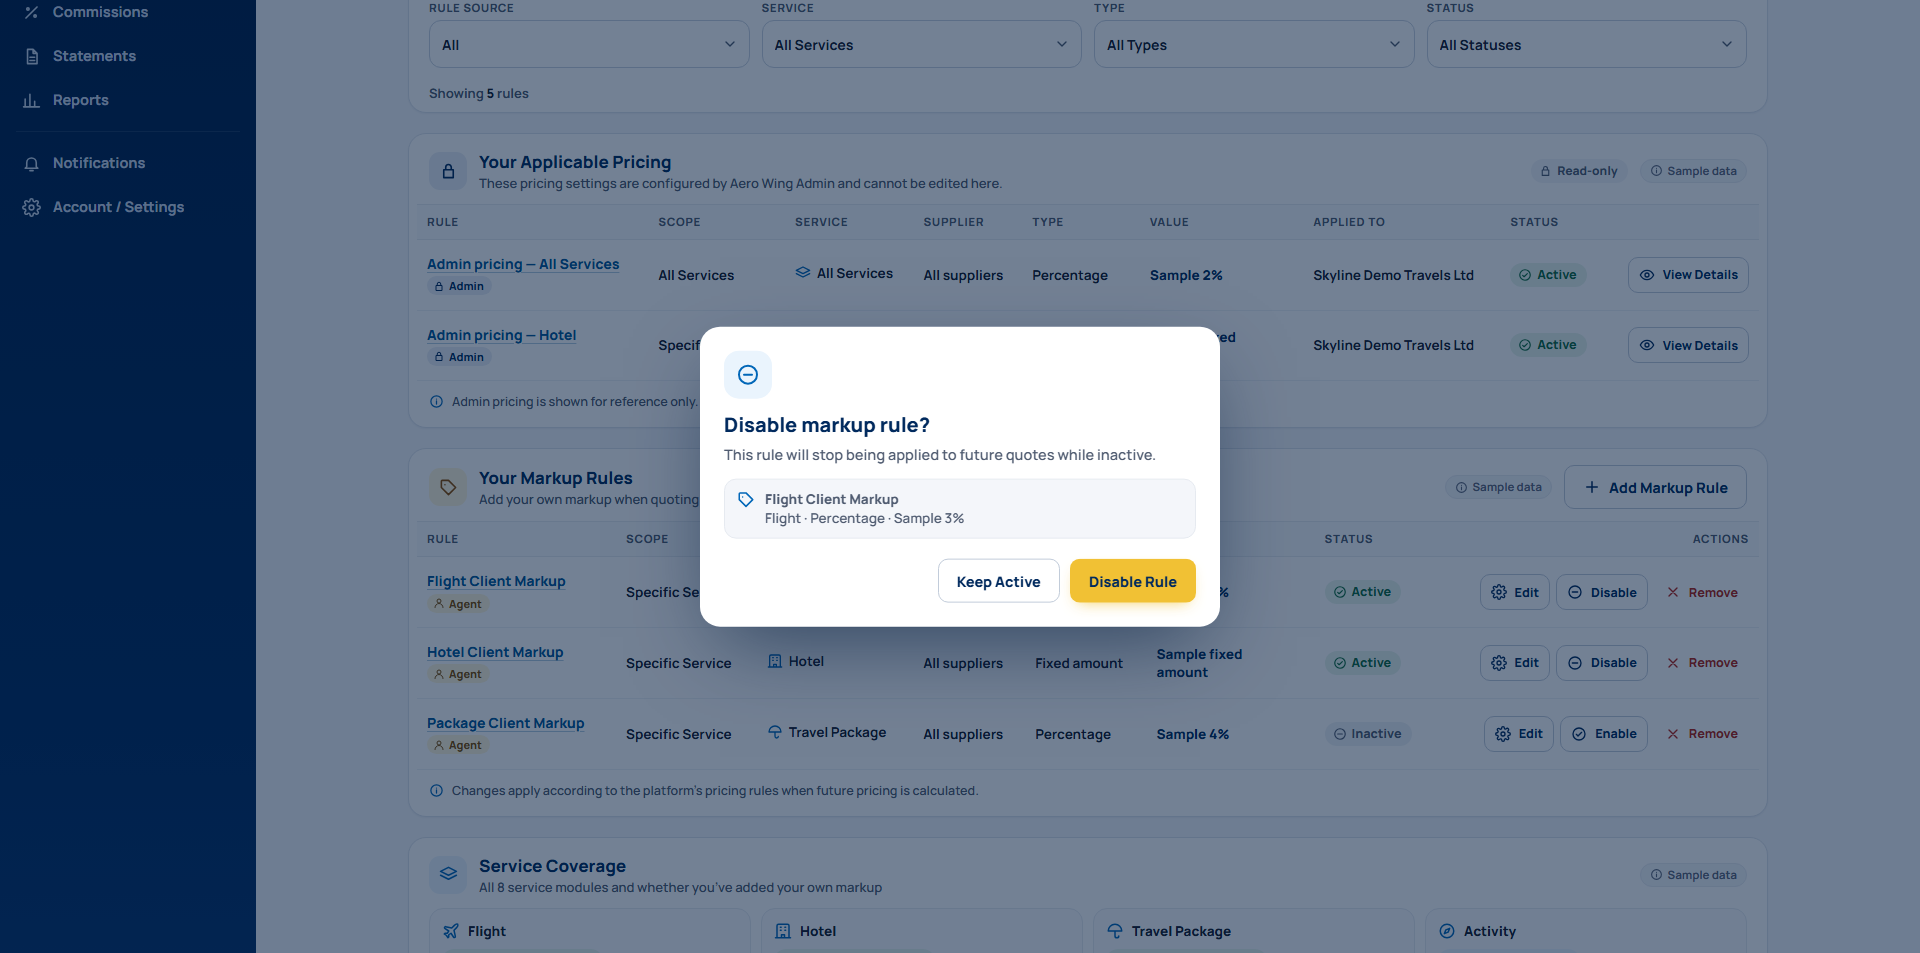 Commissions
Statements
Reports
Notifications
Account / Settings
RULE SOURCE
SERVICE
TYPE
STATUS
All
All Services
All Types
All Statuses
Showing 5 rules
Your Applicable Pricing
These pricing settings are configured by Aero Wing Admin and cannot be edited here.
Read-only
Sample data
RULE
SCOPE
SERVICE
SUPPLIER
TYPE
VALUE
APPLIED TO
STATUS
Admin pricing — All Services
Admin
All Services
All Services
All suppliers
Percentage
Sample 2%
Skyline Demo Travels Ltd
Active
View Details
Admin pricing — Hotel
Admin
Skyline Demo Travels Ltd
Active
View Details
Admin pricing is shown for reference only.
Disable markup rule?
This rule will stop being applied to future quotes while inactive.
Flight Client Markup
Flight · Percentage · Sample 3%
Keep Active
Disable Rule
Your Markup Rules
Add your own markup when quoting
Sample data
Add Markup Rule
RULE
SCOPE
STATUS
ACTIONS
Flight Client Markup
Agent
Specific
Active
Edit
Disable
Remove
Hotel Client Markup
Agent
Specific Service
Hotel
All suppliers
Fixed amount
Sample fixed
amount
Active
Edit
Disable
Remove
Package Client Markup
Agent
Specific Service
Travel Package
All suppliers
Percentage
Sample 4%
Inactive
Edit
Enable
Remove
Changes apply according to the platform's pricing rules when future pricing is calculated.
Service Coverage
All 8 service modules and whether you've added your own markup
Sample data
Flight
Hotel
Travel Package
Activity